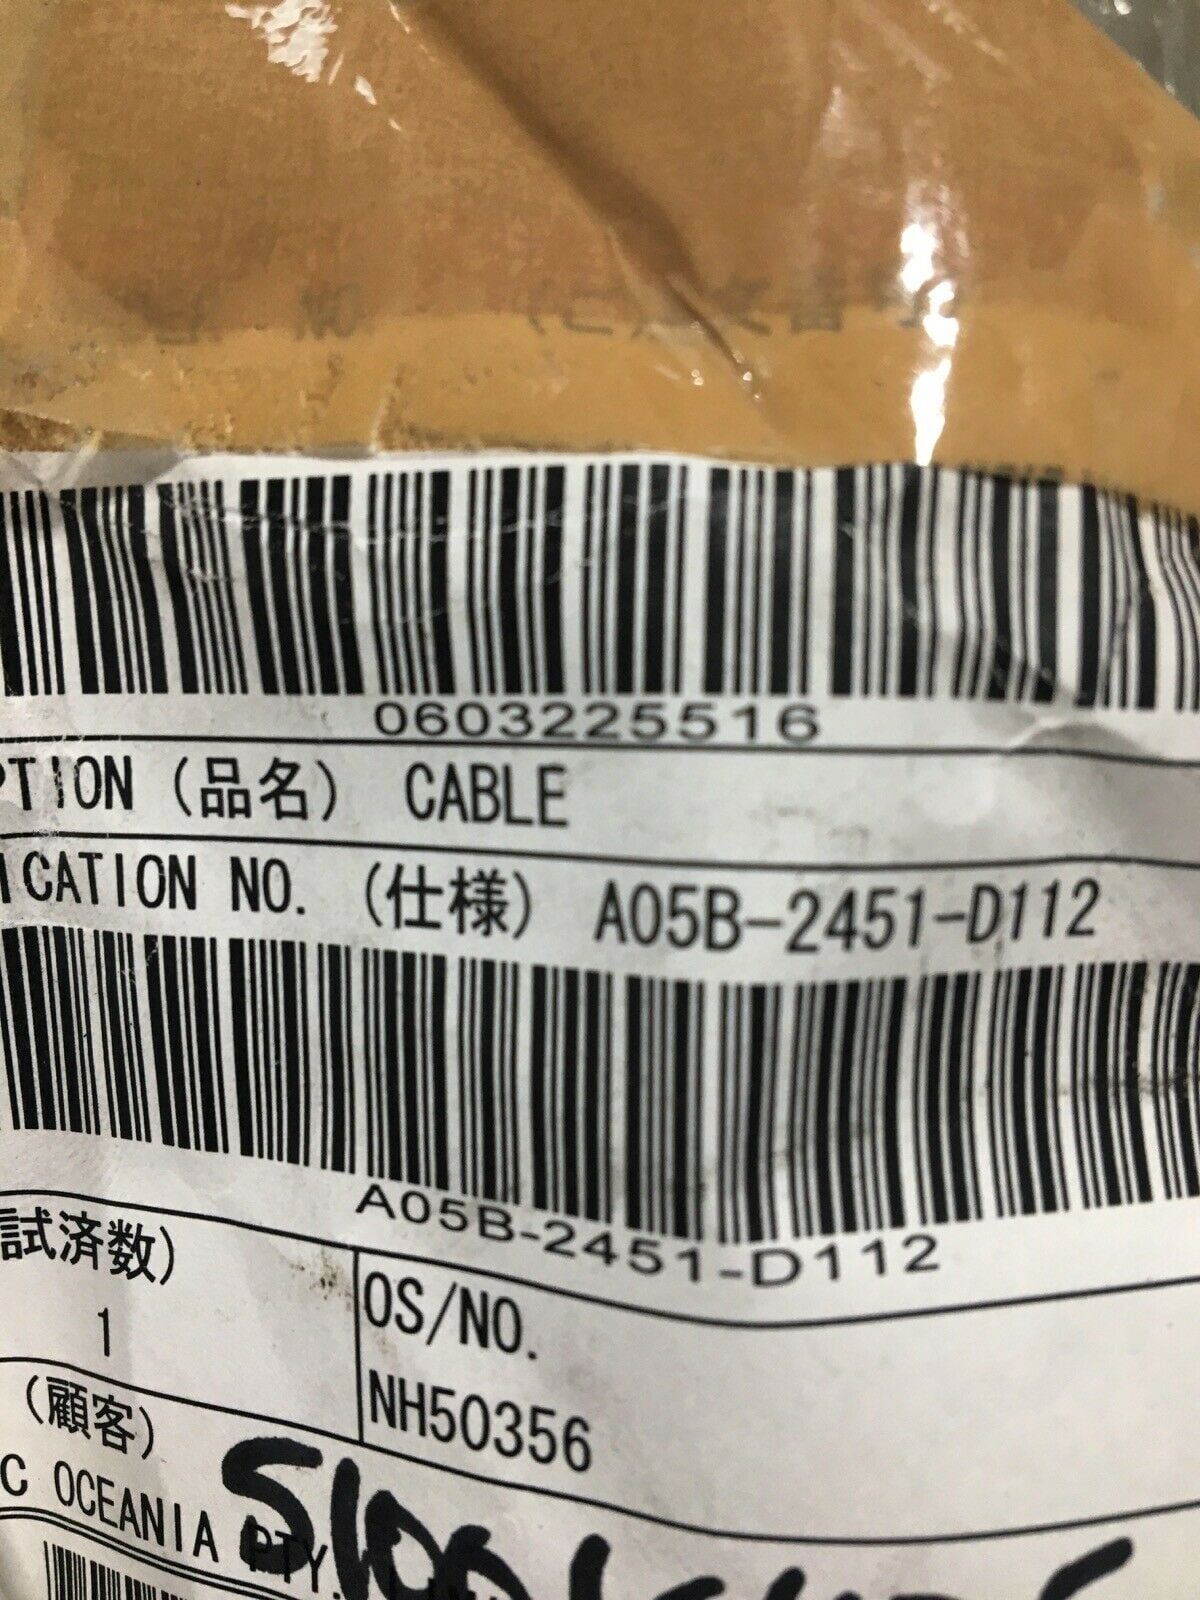 0603225516
PTION (品名) CABLE
ICATION NO. (仕様) A05B-2451-D112
A05B-2451-D112
試済数)
1
OS/NO.
NH50356
(顧客)
C OCEANIA PTY.